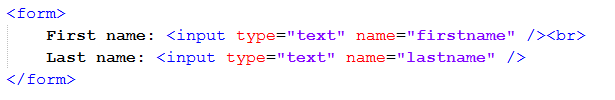 <form>
First name: <input type="text" name="firstname" /><br>
Last name: <input type="text" name="lastname" />
</form>